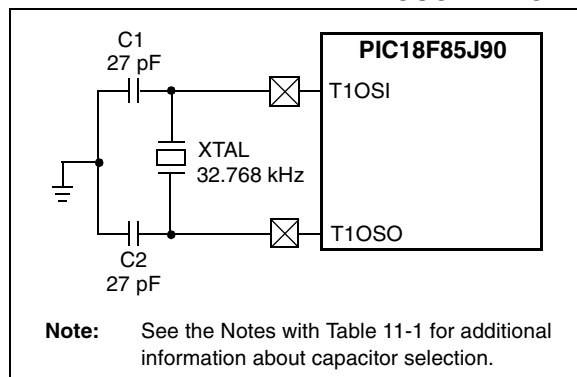 C1
27 pF
PIC18F85J90
T1OSI
XTAL
32.768 kHz
T1OSO
C2
27 pF
Note: See the Notes with Table 11-1 for additional
information about capacitor selection.